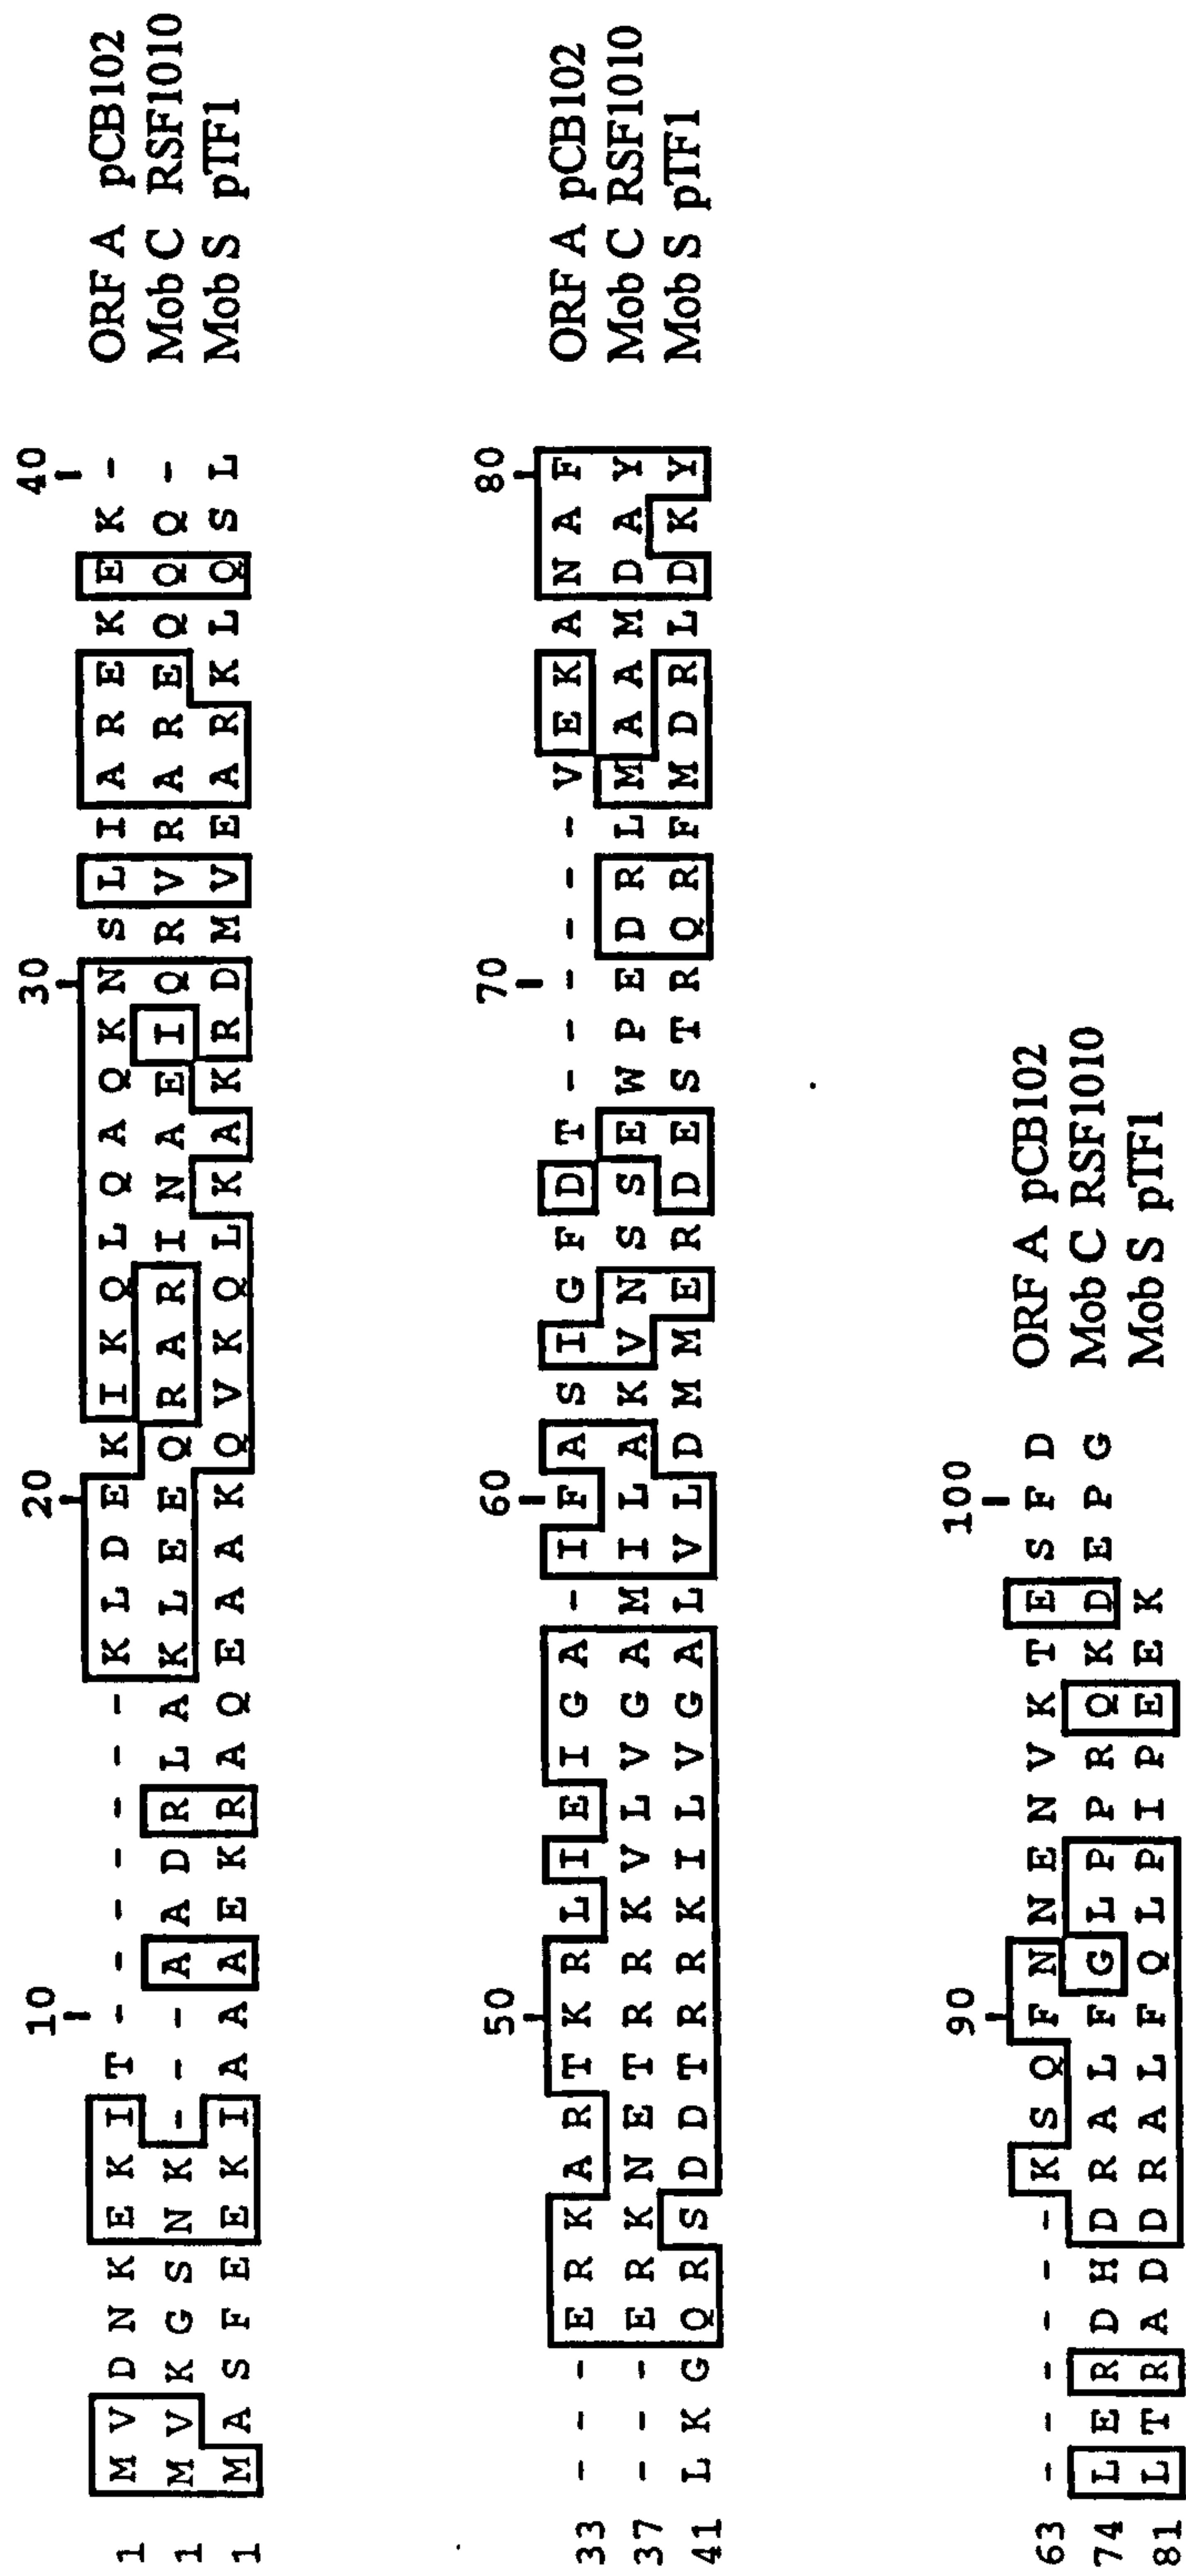 10 20 30 40
1 M V D N K E K I T - - - - - - - K L D E K I K Q L Q A Q K N S L I A R E K E K - ORF A pCB102
1 M V K G S N K - - - A A D R L A K L E E Q R A R I N A E I Q R V R A R E Q Q Q - Mob C RSF1010
1 M A S F E E K I A A A E K R A Q E A A K Q V K Q L K A K R D M V E A R K L Q S L Mob S pTF1
50 60 70 80
33 - - - E R K A R T K R L I E I G A - I F A S I G F D T - - - - - - V E K A N A F ORF A pCB102
37 - - - E R K N E T R R K V L V G A M I L A K V N S S E W P E D R L M A A M D A Y Mob C RSF1010
41 L K G Q R S D D T R R K I L V G A L V L D M M E R D E S T R Q R F M D R L D K Y Mob S pTF1
90 100
63 - - - - - - K S Q F N N E N V K T E S F D ORF A pCB102
74 L E R D H D R A L F G L P P R Q K D E P G Mob C RSF1010
81 L T R A D D R A L F Q L P I P E E K Mob S pTF1